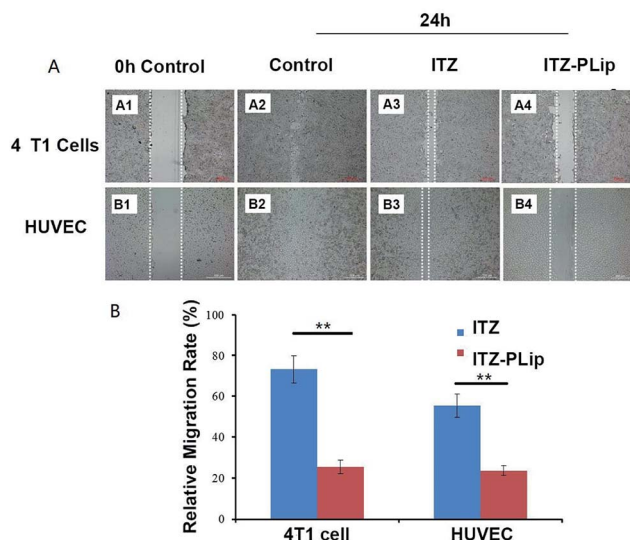 24h
A
0h Control
Control
ITZ
ITZ-PLip
A1
A2
A3
A4
4 T1 Cells
B1
B2
B3
B4
HUVEC
B
Relative Migration Rate (%)
100
80
60
40
20
0
**
**
ITZ
ITZ-PLip
4T1 cell
HUVEC